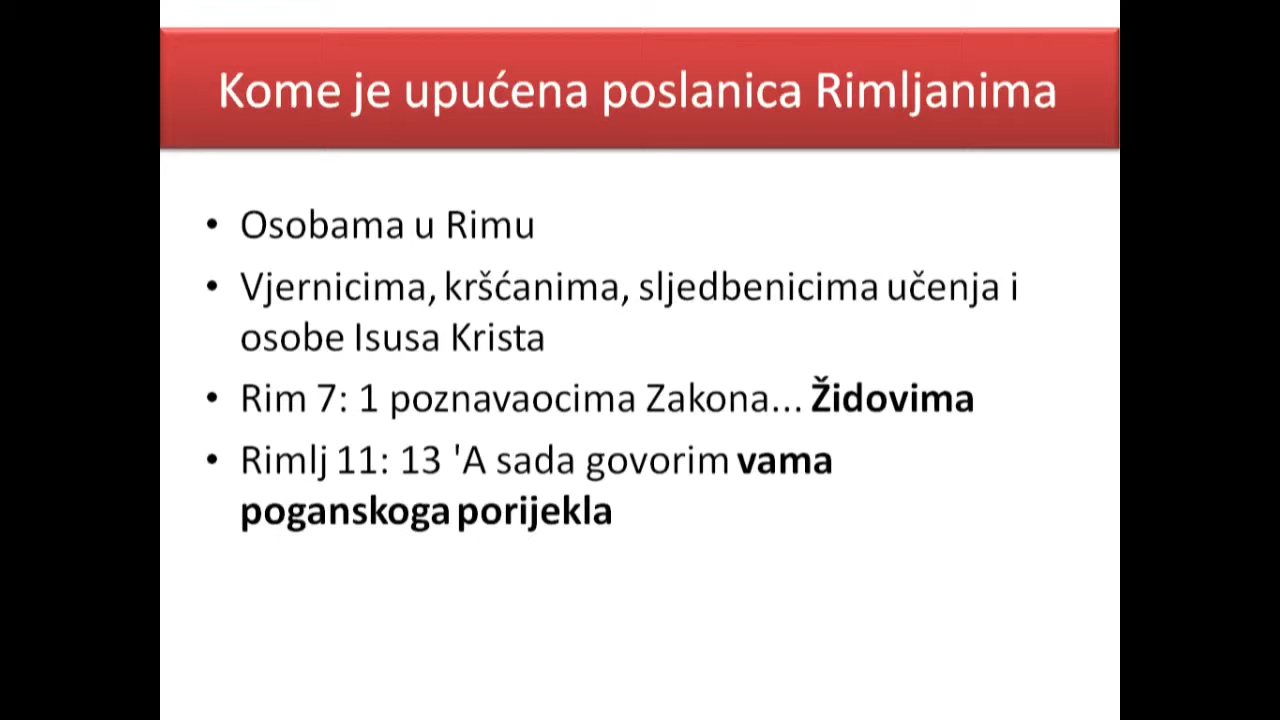 Kome je upućena poslanica Rimljanima
• Osobama u Rimu
• Vjernicima, kršćanima, sljedbenicima učenja i
osobe Isusa Krista
• Rim 7: 1 poznavaocima Zakona... Židovima
• Rimlj 11: 13 'A sada govorim vama
poganskoga porijekla